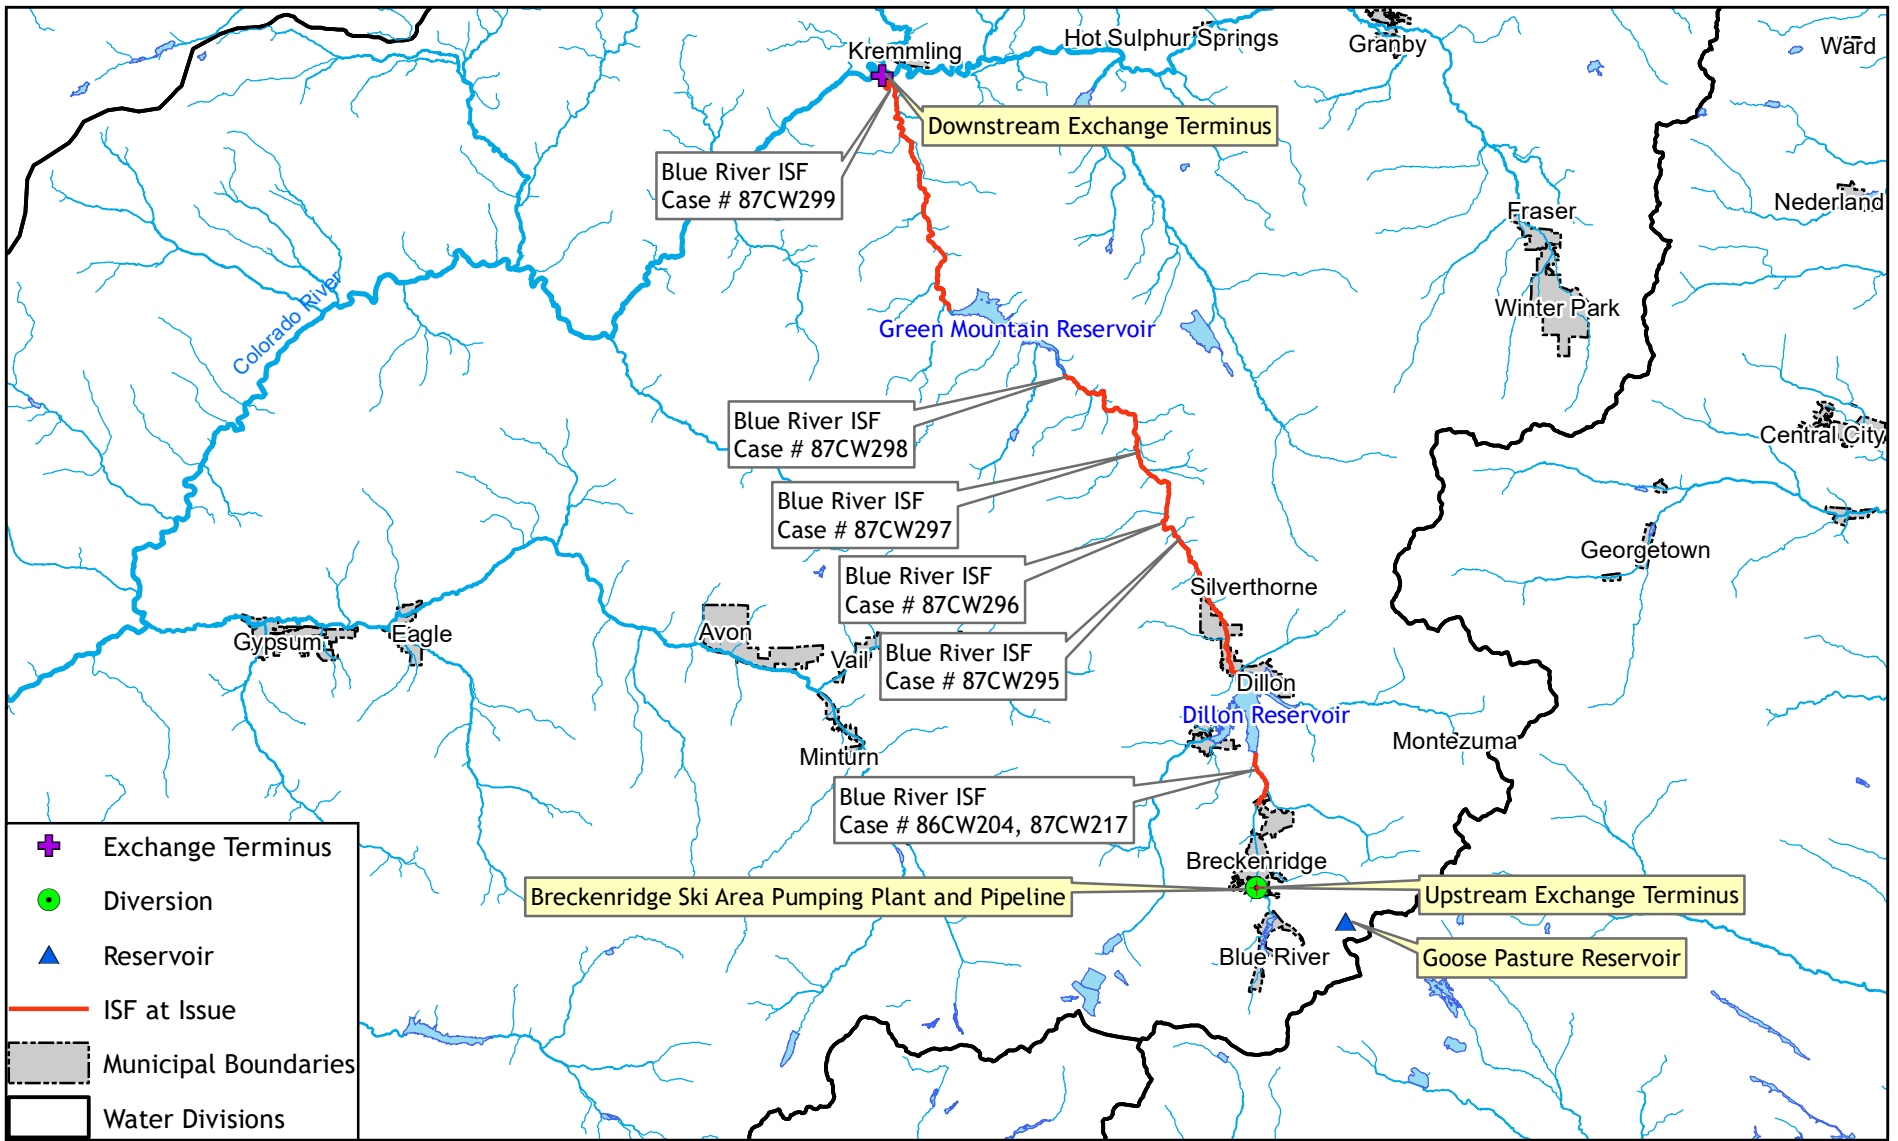 Kremmling
Hot Sulphur Springs
Granby
Ward
Downstream Exchange Terminus
Blue River ISF
Case # 87CW299
Nederland
Fraser
Colorado River
Winter Park
Green Mountain Reservoir
Blue River ISF
Case # 87CW298
Central City
Blue River ISF
Case # 87CW297
Georgetown
Blue River ISF
Case # 87CW296
Silverthorne
Gypsum
Eagle
Avon
Vail
Blue River ISF
Case # 87CW295
Dillon
Dillon Reservoir
Montezuma
Minturn
Blue River ISF
Case # 86CW204, 87CW217
Breckenridge
Breckenridge Ski Area Pumping Plant and Pipeline
Upstream Exchange Terminus
Blue River
Goose Pasture Reservoir
Exchange Terminus
Diversion
Reservoir
ISF at Issue
Municipal Boundaries
Water Divisions